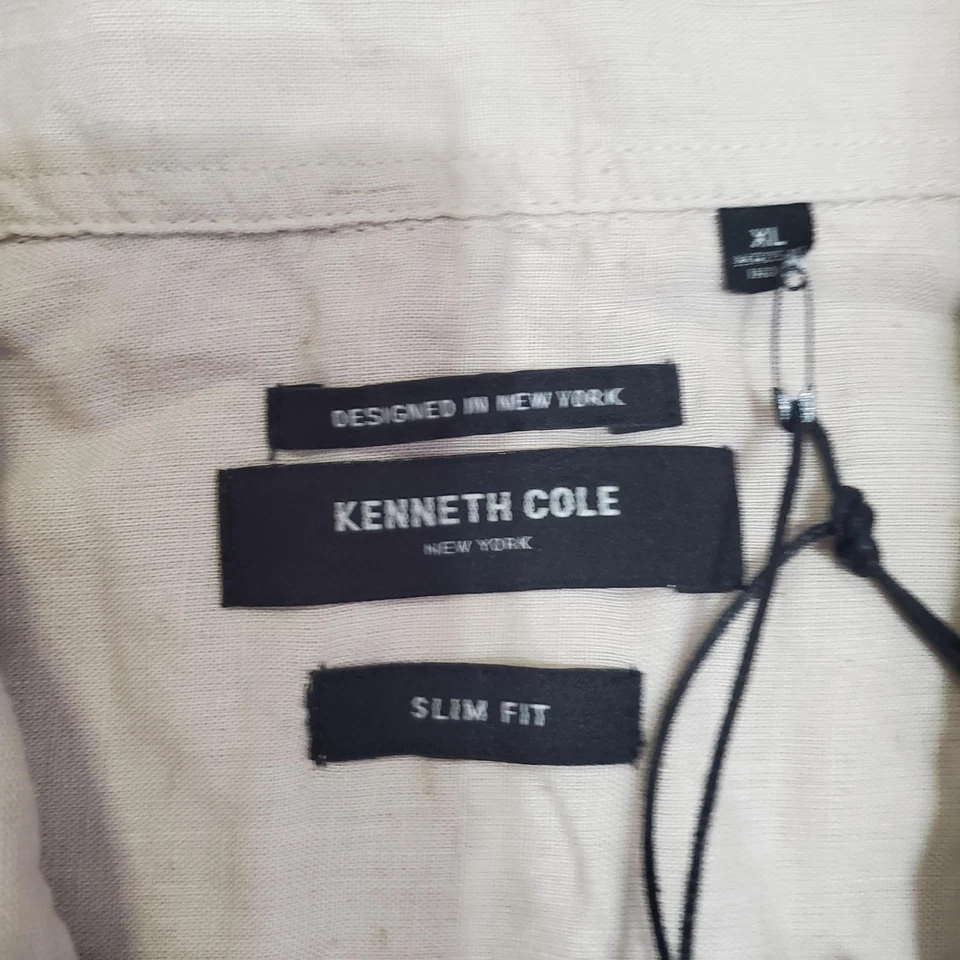 XL
DESIGNED IN NEW YORK
KENNETH COLE
NEW YORK
SLIM FIT